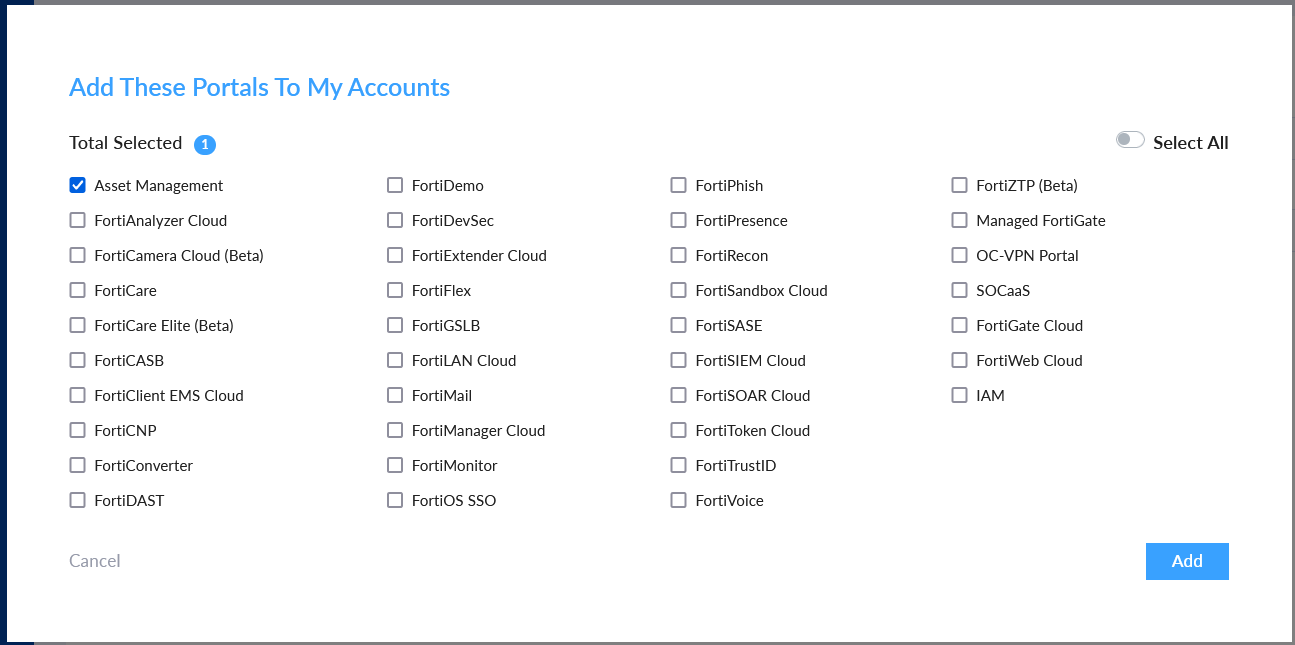 Add These Portals To My Accounts
Total Selected 1
Select All
Asset Management
FortiAnalyzer Cloud
FortiCamera Cloud (Beta)
FortiCare
FortiCare Elite (Beta)
FortiCASB
FortiClient EMS Cloud
FortiCNP
FortiConverter
FortiDAST
FortiDemo
FortiDevSec
FortiExtender Cloud
FortiFlex
FortiGSLB
FortiLAN Cloud
FortiMail
FortiManager Cloud
FortiMonitor
FortiOS SSO
FortiPhish
FortiPresence
FortiRecon
FortiSandbox Cloud
FortiSASE
FortiSIEM Cloud
FortiSOAR Cloud
FortiToken Cloud
FortiTrustID
FortiVoice
FortiZTP (Beta)
Managed FortiGate
OC-VPN Portal
SOCaaS
FortiGate Cloud
FortiWeb Cloud
IAM
Cancel
Add